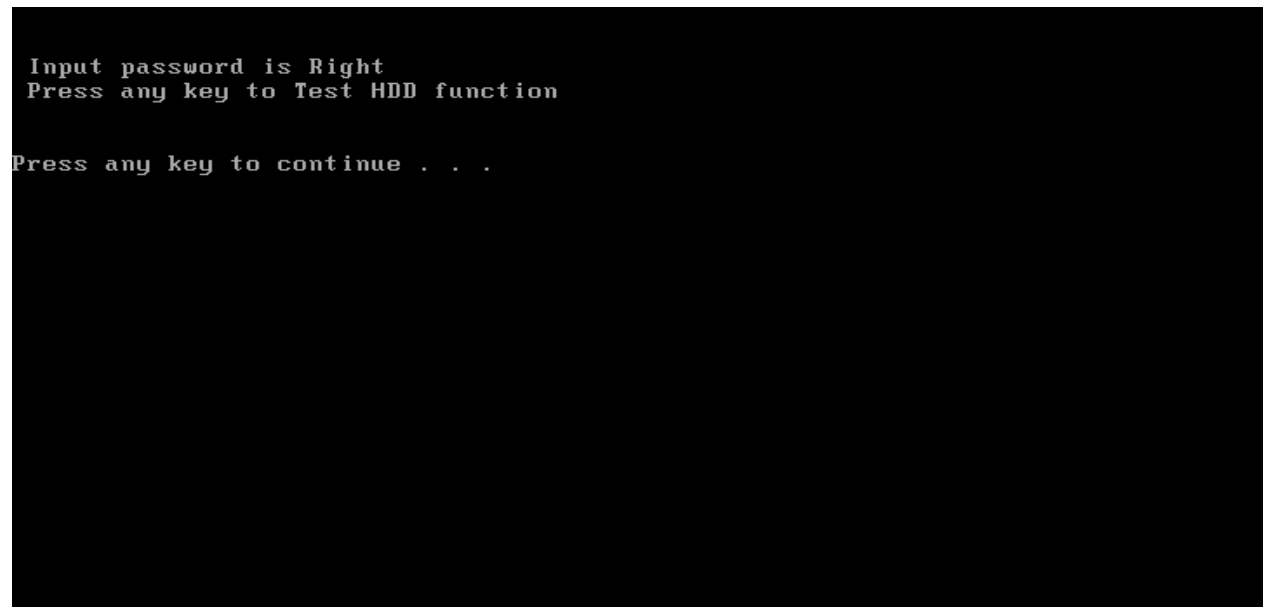 Input password is Right
Press any key to Test HDD function
Press any key to continue . . .